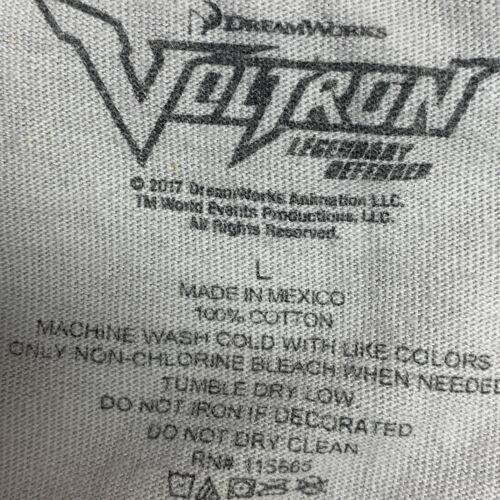 DREAMWORKS
VOLTRON
LEGENDARY
DEFENDER
© 2017 DreamWorks Animation LLC.
TM World Events Productions, LLC.
All Rights Reserved.
L
MADE IN MEXICO
100% COTTON
MACHINE WASH COLD WITH LIKE COLORS
ONLY NON-CHLORINE BLEACH WHEN NEEDED
TUMBLE DRY LOW.
DO NOT IRON IF DECORATED.
DO NOT DRY CLEAN.
RN# 115665